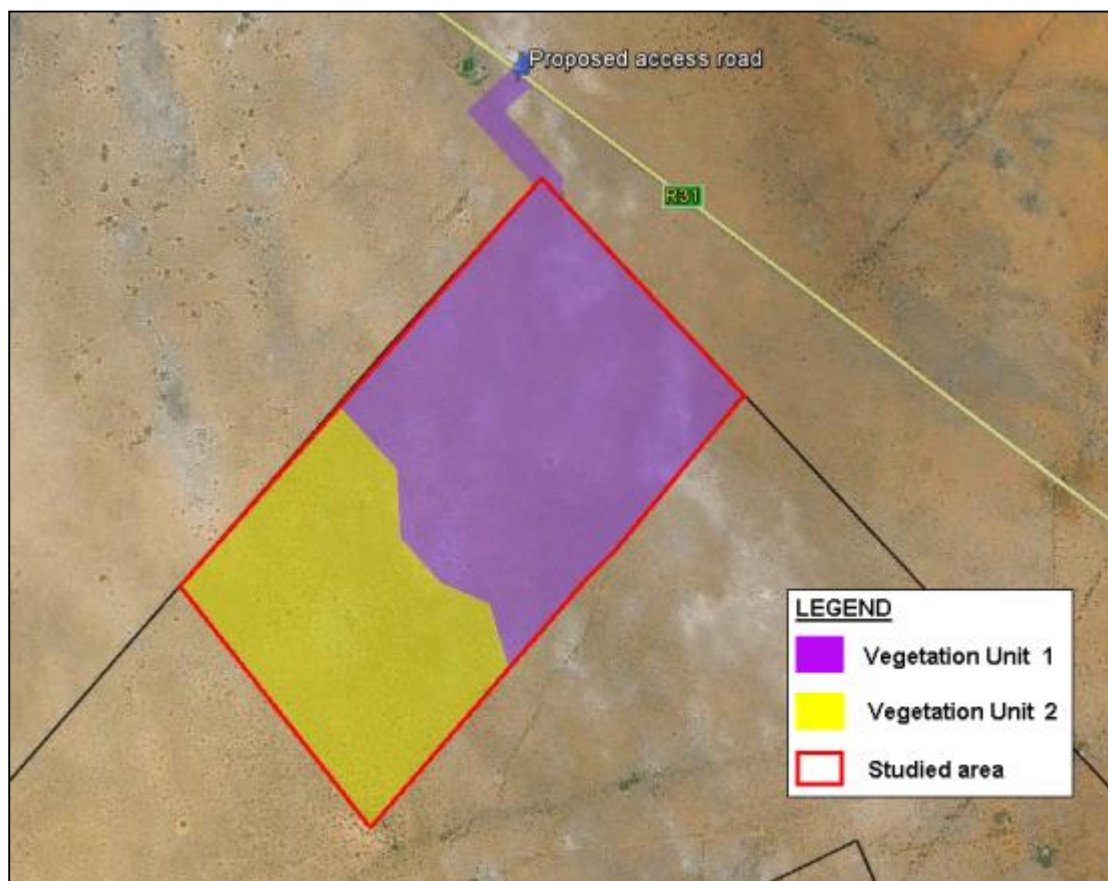 Proposed access road
R31
LEGEND
Vegetation Unit 1
Vegetation Unit 2
Studied area